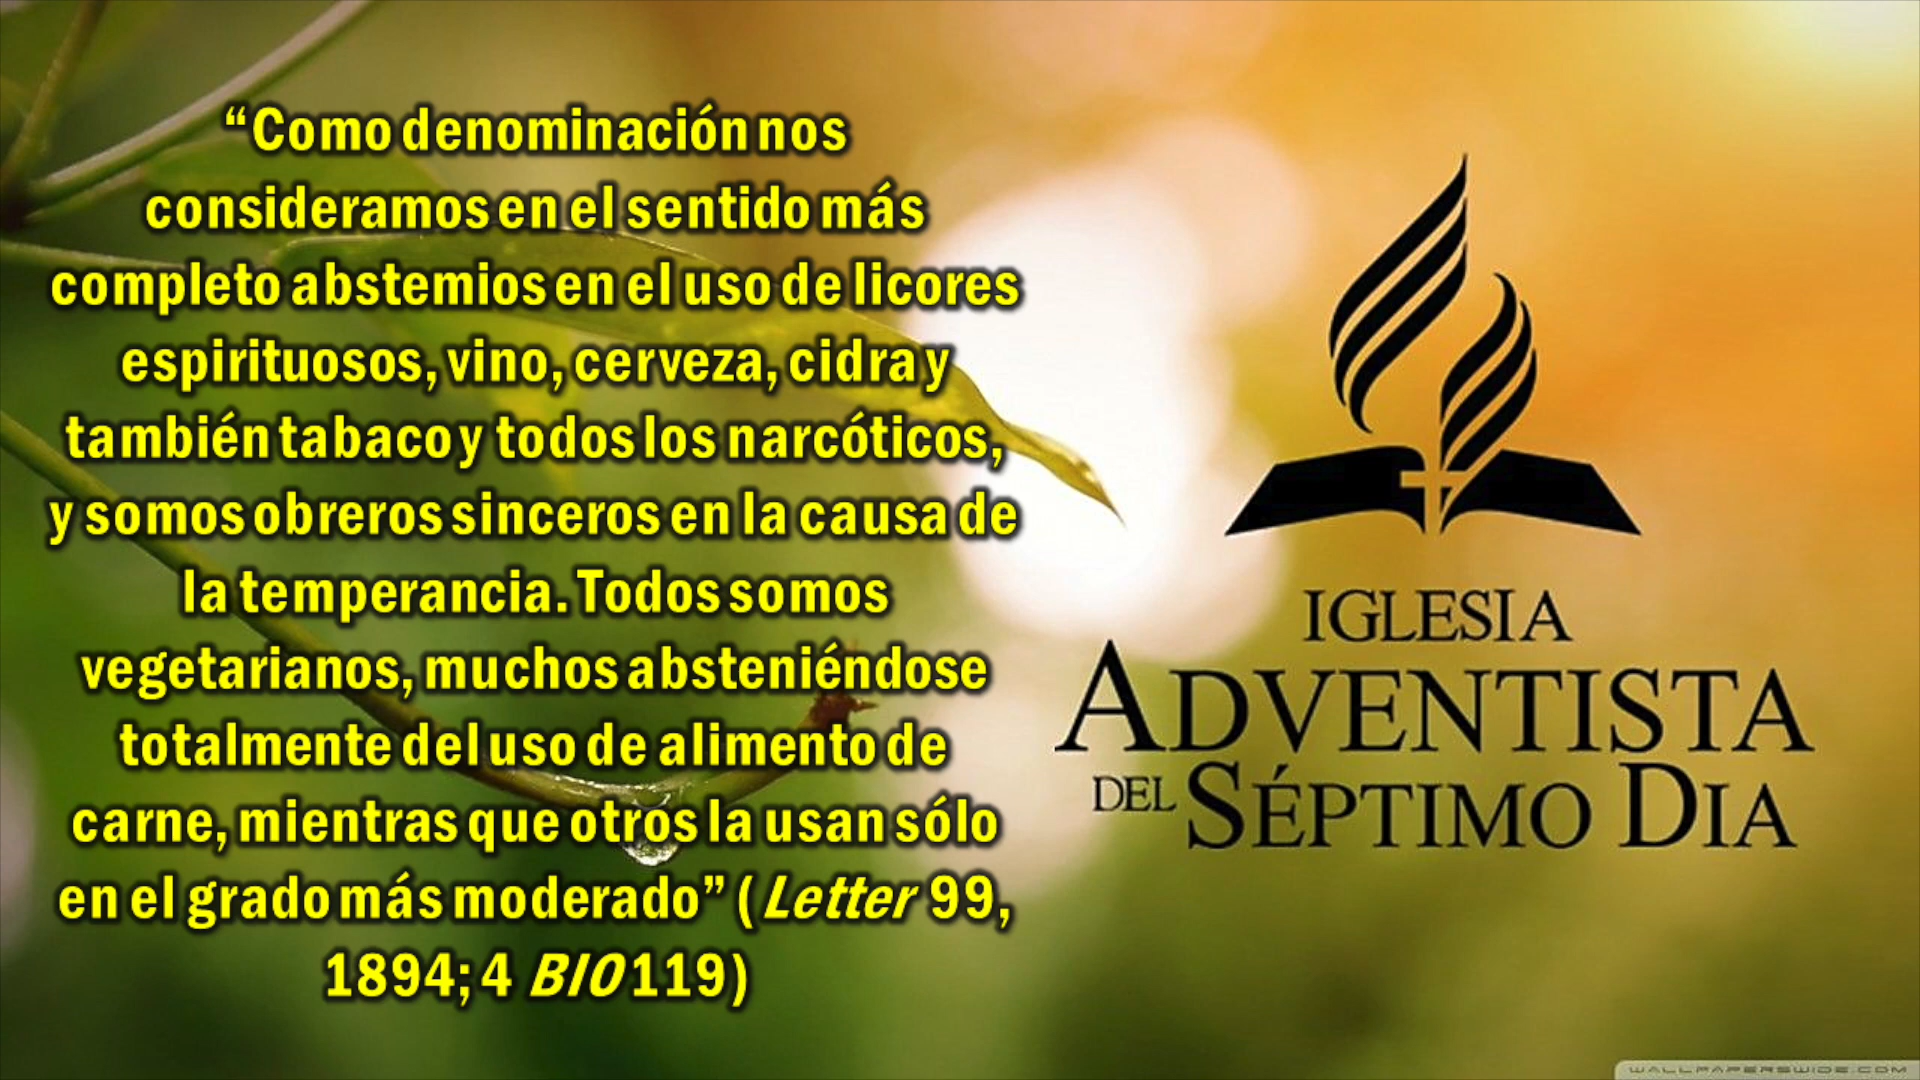 “Como denominación nos
consideramos en el sentido más
completo abstemios en el uso de licores
espirituosos, vino, cerveza, cidra y
también tabaco y todos los narcóticos,
y somos obreros sinceros en la causa de
la temperancia. Todos somos
vegetarianos, muchos absteniéndose
totalmente del uso de alimento de
carne, mientras que otros la usan sólo
en el grado más moderado” (Letter 99,
1894; 4 BIO 119)
IGLESIA
ADVENTISTA
DEL SÉPTIMO DIA
WALLPAPERSWIDE.COM